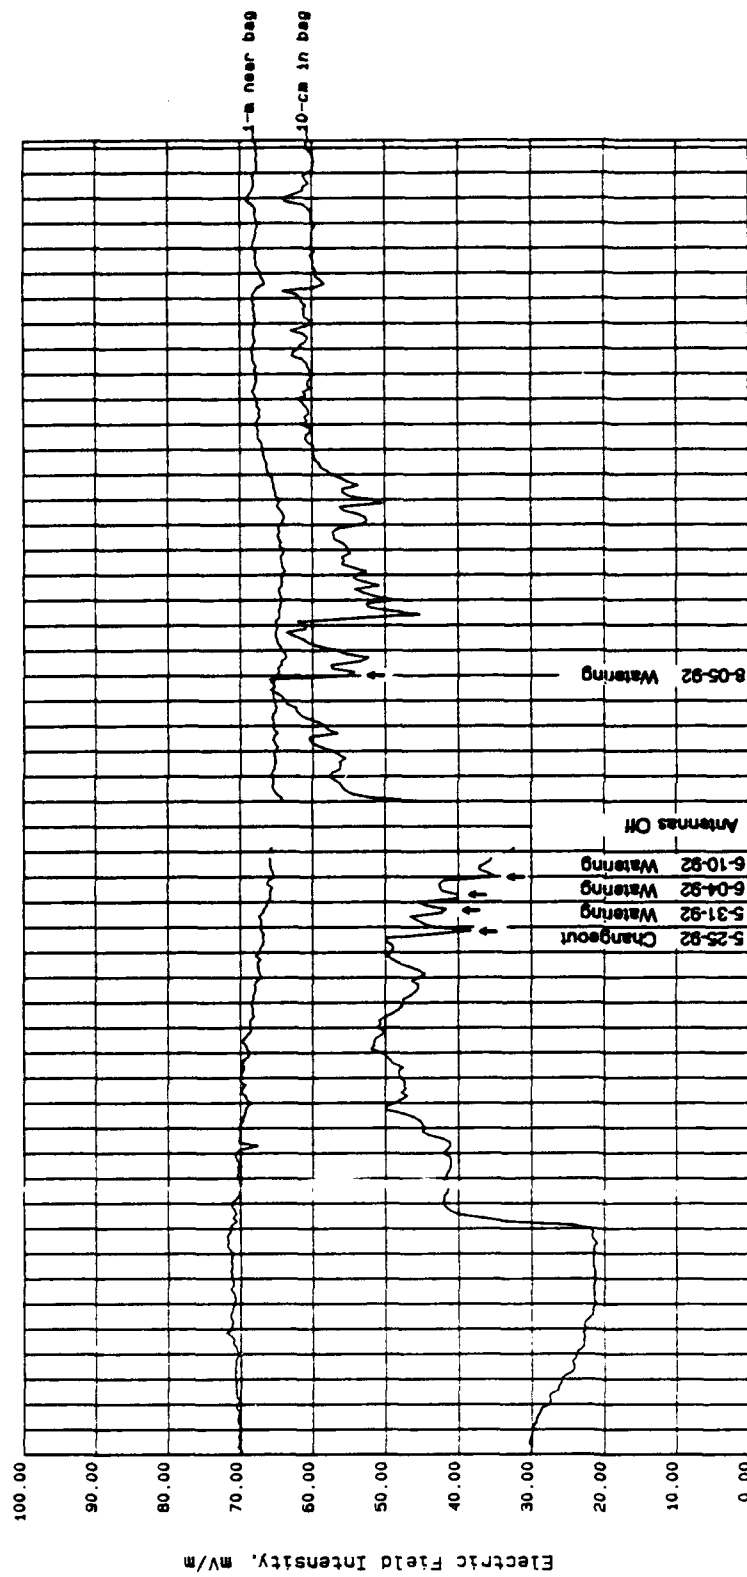 1-m near bag
10-cm in bag
100.00
90.00
80.00
70.00
60.00
50.00
40.00
30.00
20.00
10.00
0.00
Electric Field Intensity, mV/m
5-25-92 Changeout
5-31-92 Watering
6-04-92 Watering
6-10-92 Watering
Antennas Off
8-05-92 Watering